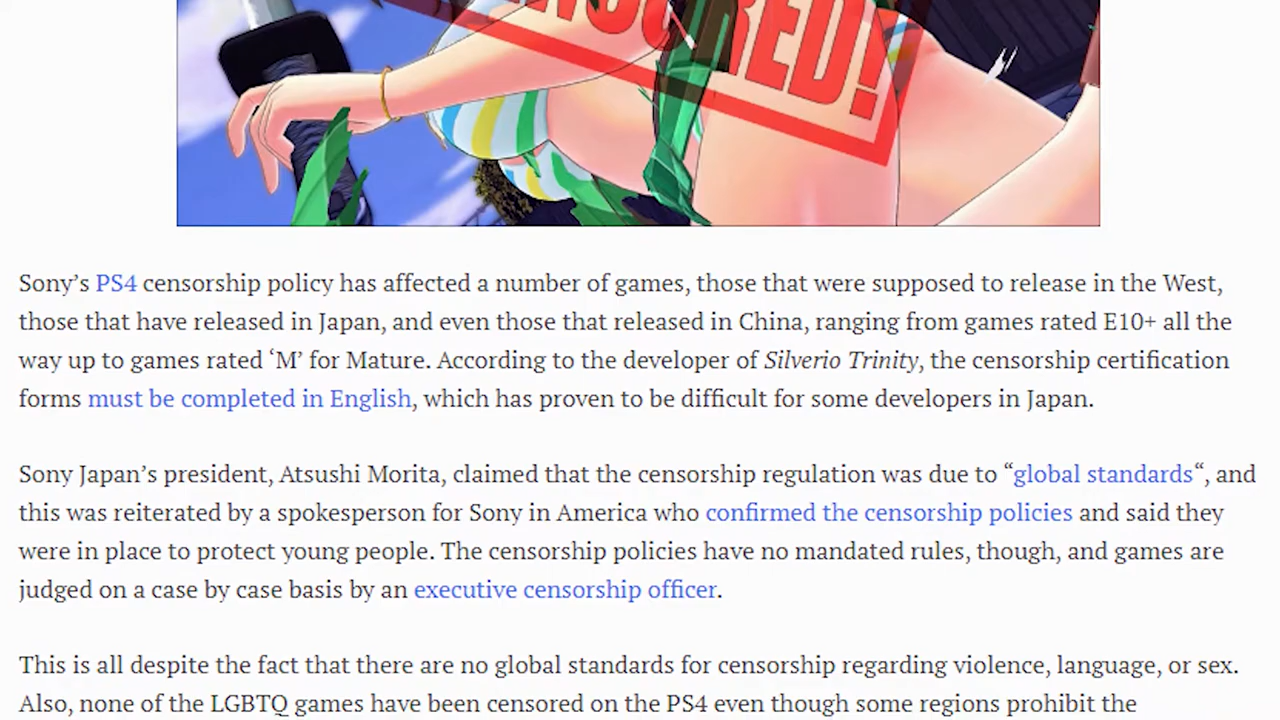 RED!
Sony’s PS4 censorship policy has affected a number of games, those that were supposed to release in the West,
those that have released in Japan, and even those that released in China, ranging from games rated E10+ all the
way up to games rated ‘M’ for Mature. According to the developer of Silverio Trinity, the censorship certification
forms must be completed in English, which has proven to be difficult for some developers in Japan.
Sony Japan’s president, Atsushi Morita, claimed that the censorship regulation was due to “global standards“, and
this was reiterated by a spokesperson for Sony in America who confirmed the censorship policies and said they
were in place to protect young people. The censorship policies have no mandated rules, though, and games are
judged on a case by case basis by an executive censorship officer.
This is all despite the fact that there are no global standards for censorship regarding violence, language, or sex.
Also, none of the LGBTQ games have been censored on the PS4 even though some regions prohibit the